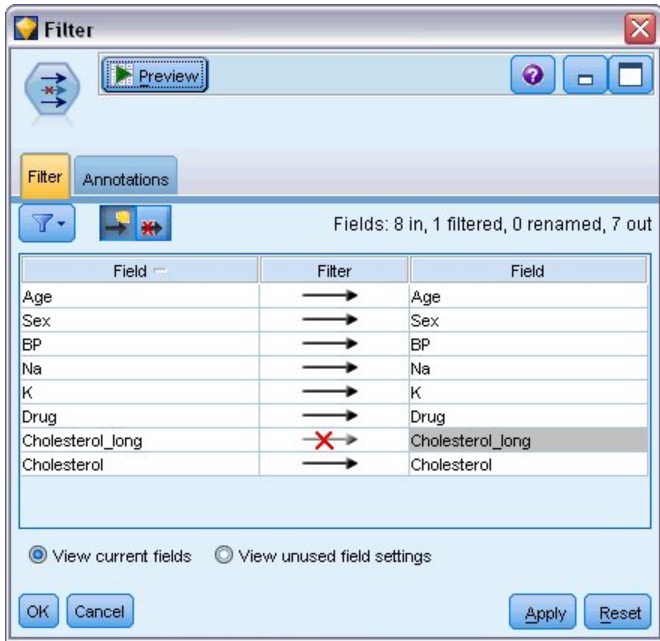 Filter
Preview
Filter Annotations
Fields: 8 in, 1 filtered, 0 renamed, 7 out
Field Filter Field
Age Age
Sex Sex
BP BP
Na Na
K K
Drug Drug
Cholesterol_long Cholesterol_long
Cholesterol Cholesterol
View current fields View unused field settings
OK Cancel Apply Reset